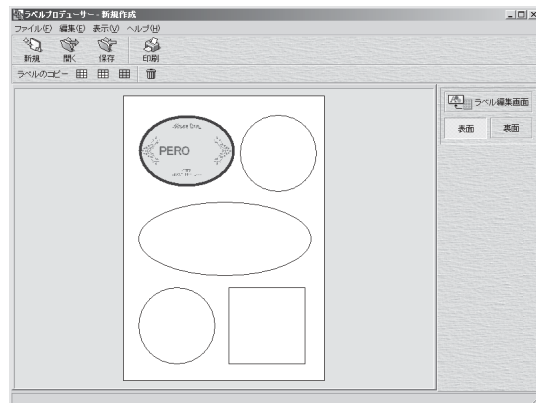 ラベルプロデューサー - 新規作成
ファイル(F) 編集(E) 表示(V) ヘルプ(H)
新規 開く 保存 印刷
ラベルのコピー
ラベル編集画面
表面 裏面
PERO